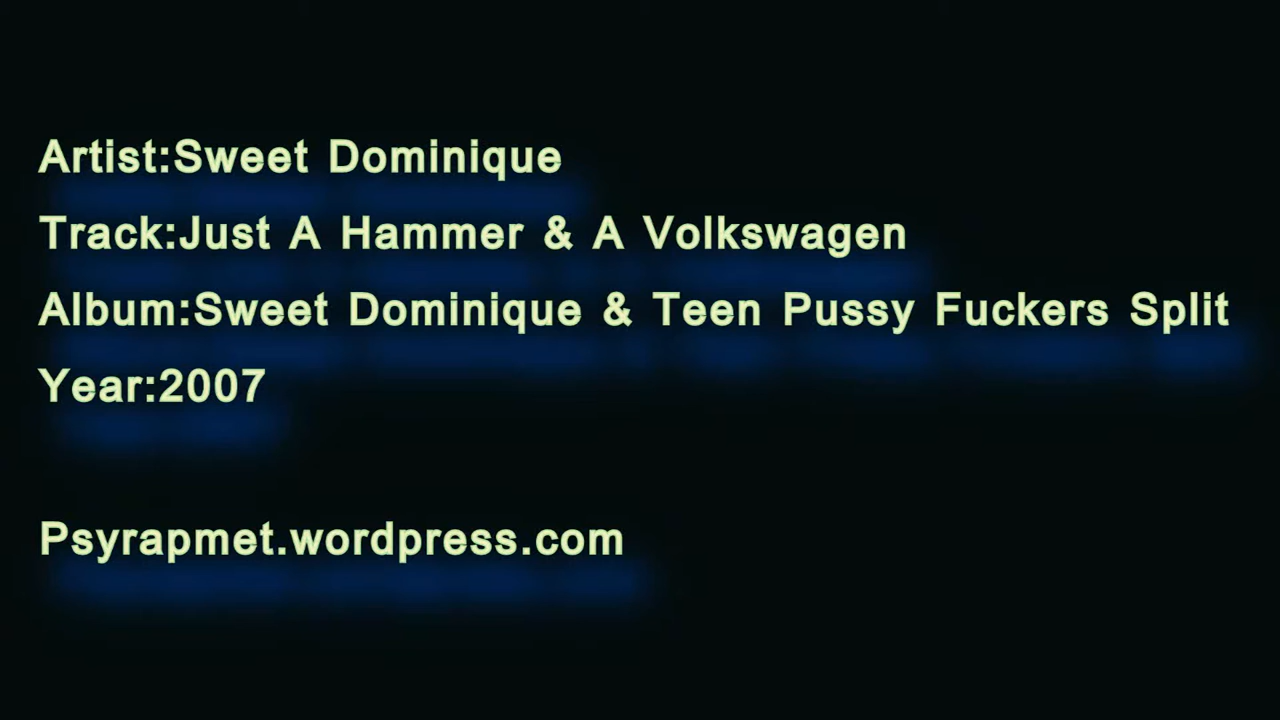 Artist:Sweet Dominique
Track:Just A Hammer & A Volkswagen
Album:Sweet Dominique & Teen Pussy Fuckers Split
Year:2007
Psyrapmet.wordpress.com